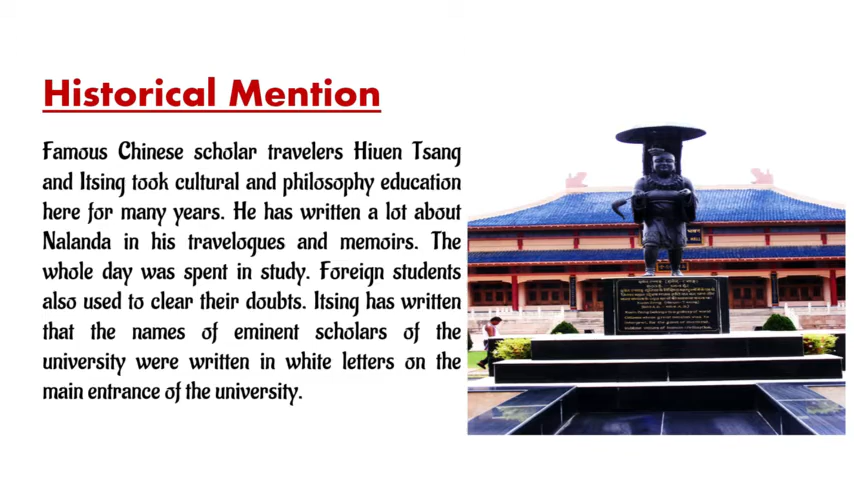 Historical Mention
Famous Chinese scholar travelers Hiuen Tsang
and Itsing took cultural and philosophy education
here for many years. He has written a lot about
Nalanda in his travelogues and memoirs. The
whole day was spent in study. Foreign students
also used to clear their doubts. Itsing has written
that the names of eminent scholars of the
university were written in white letters on the
main entrance of the university.